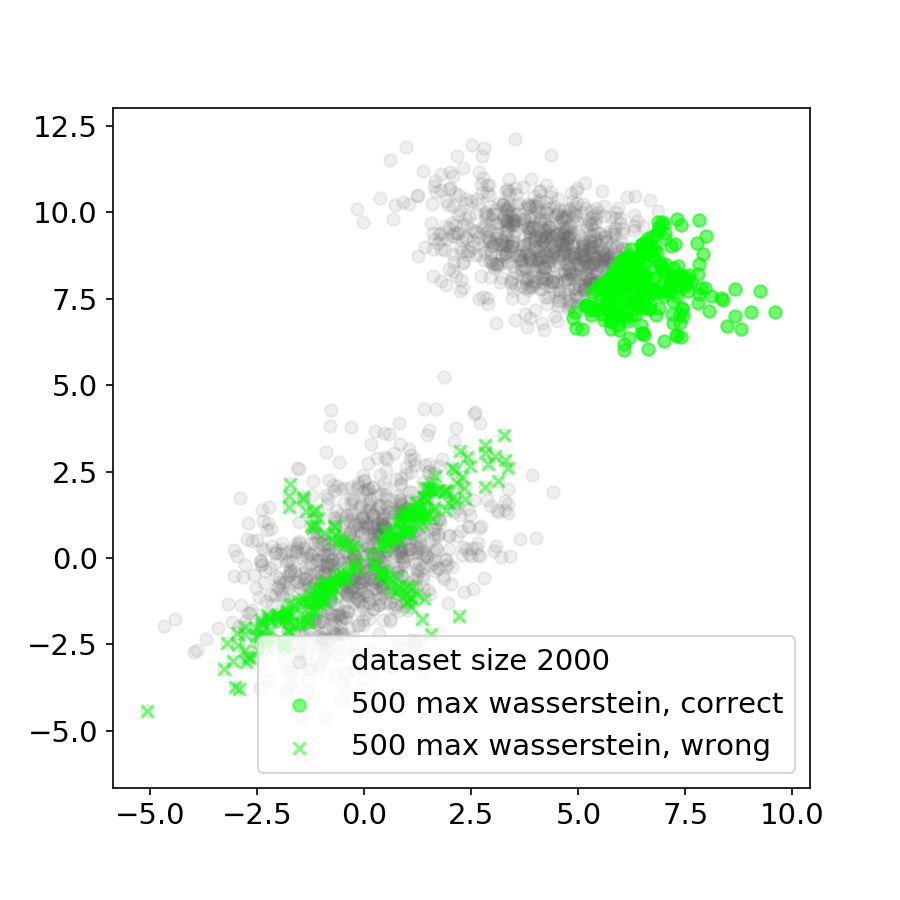 12.5
10.0
7.5
5.0
2.5
0.0
−2.5
−5.0
dataset size 2000
500 max wasserstein, correct
500 max wasserstein, wrong
−5.0 −2.5 0.0 2.5 5.0 7.5 10.0